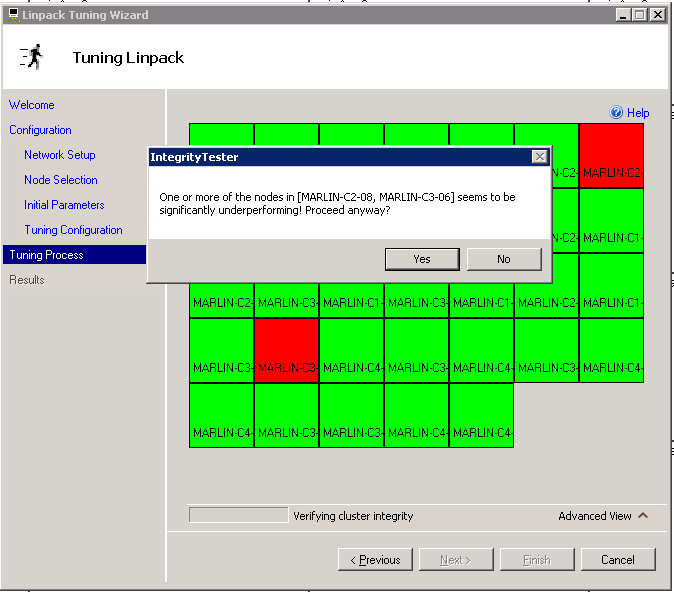 Linpack Tuning Wizard
Tuning Linpack
Welcome
Configuration
Network Setup
Node Selection
Initial Parameters
Tuning Configuration
Tuning Process
Results
Help
MARLIN-C2-
IntegrityTester
One or more of the nodes in [MARLIN-C2-08, MARLIN-C3-06] seems to be
significantly underperforming! Proceed anyway?
Yes No
N-C2-
N-C2- MARLIN-C1-
MARLIN-C2- MARLIN-C3- MARLIN-C1- MARLIN-C3- MARLIN-C1- MARLIN-C2- MARLIN-C1-
MARLIN-C3- MARLIN-C3- MARLIN-C4- MARLIN-C3- MARLIN-C4- MARLIN-C3- MARLIN-C4-
MARLIN-C4- MARLIN-C3- MARLIN-C3- MARLIN-C4- MARLIN-C4-
Verifying cluster integrity Advanced View
< Previous Next > Finish Cancel